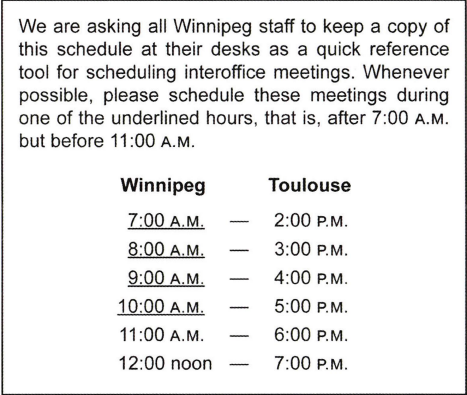 We are asking all Winnipeg staff to keep a copy of
this schedule at their desks as a quick reference
tool for scheduling interoffice meetings. Whenever
possible, please schedule these meetings during
one of the underlined hours, that is, after 7:00 A.M.
but before 11:00 A.M.
Winnipeg Toulouse
7:00 A.M. — 2:00 P.M.
8:00 A.M. — 3:00 P.M.
9:00 A.M. — 4:00 P.M.
10:00 A.M. — 5:00 P.M.
11:00 A.M. — 6:00 P.M.
12:00 noon — 7:00 P.M.